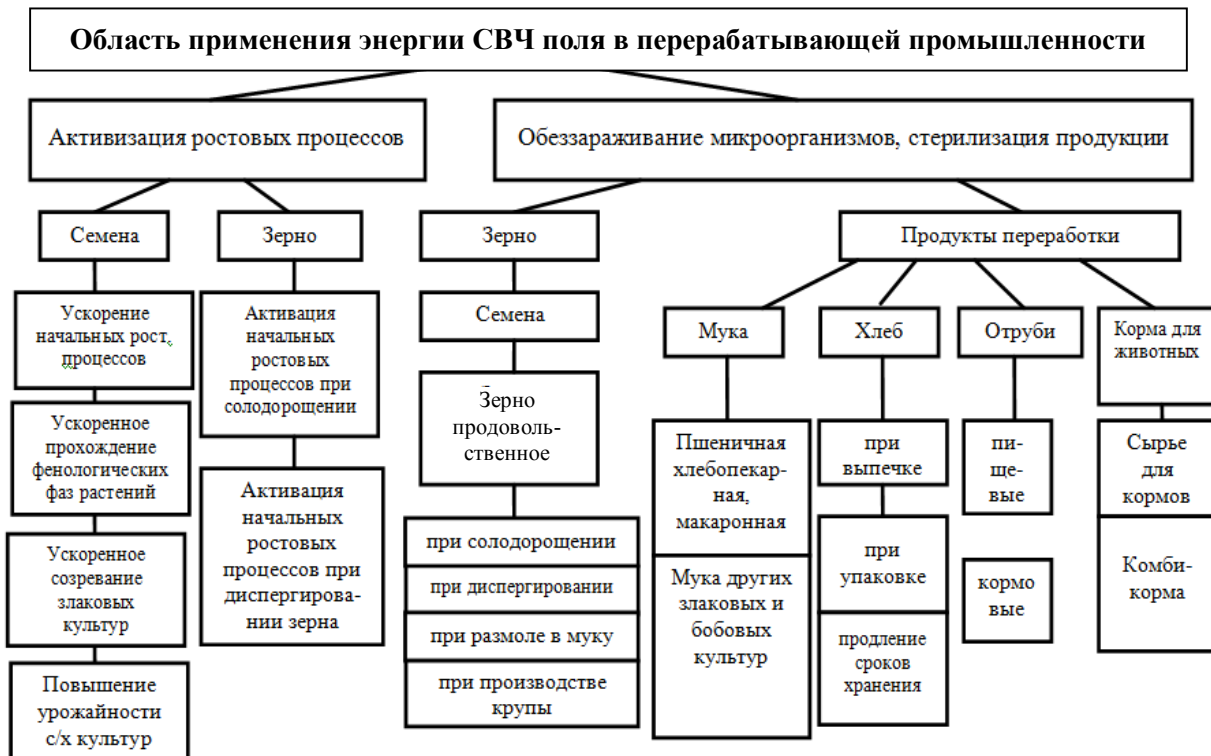 Область применения энергии СВЧ поля в перерабатывающей промышленности
Активизация ростовых процессов
Обеззараживание микроорганизмов, стерилизация продукции
Семена
Зерно
Зерно
Продукты переработки
Ускорение
начальных рост.
процессов
Ускоренное
прохождение
фенологических
фаз растений
Ускоренное
созревание
злаковых
культур
Повышение
урожайности
с/х культур
Активация
начальных
ростовых
процессов при
солодорощении
Активация
начальных
ростовых
процессов при
диспергирова-
нии зерна
Семена
Зерно
продоволь-
ственное
при солодорощении
при диспергировании
при размоле в муку
при производстве
крупы
Мука
Пшеничная
хлебопекар-
ная,
макаронная
Мука других
злаковых и
бобовых
культур
Хлеб
при
выпечке
при
упаковке
продление
сроков
хранения
Отруби
пи-
ще-
вые
кормо
вые
Корма для
животных
Сырье
для
кормов
Комби-
корма